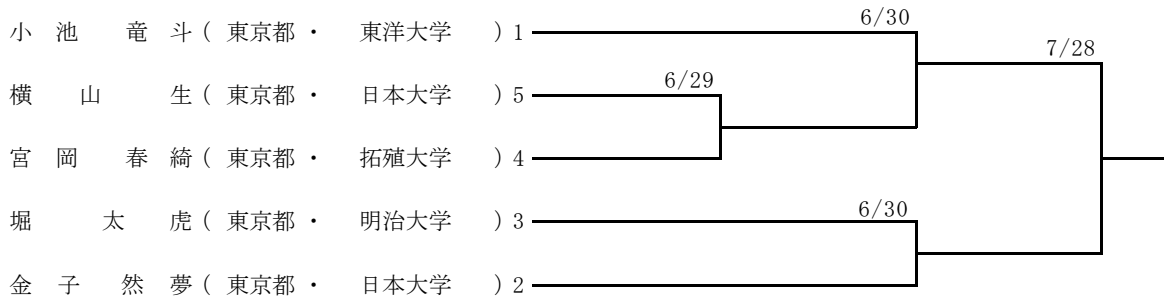 6/30
小池 竜斗(東京都・ 東洋大学 )1
7/28
6/29
横山 生(東京都・ 日本大学 )5
宮岡 春綺(東京都・ 拓殖大学 )4
6/30
堀 太虎(東京都・ 明治大学 )3
金子 然夢(東京都・ 日本大学 )2